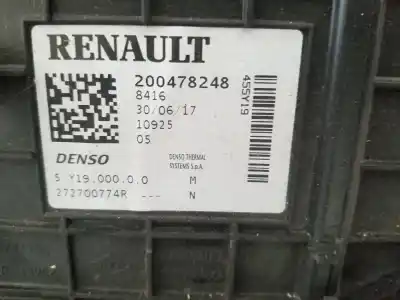 RENAULT
200478248
8416
30/06/17
10925
05
455Y19
DENSO
DENSO THERMAL
SYSTEMS S.p.A.
5 Y19.000.0.0 M
272700774R --- N